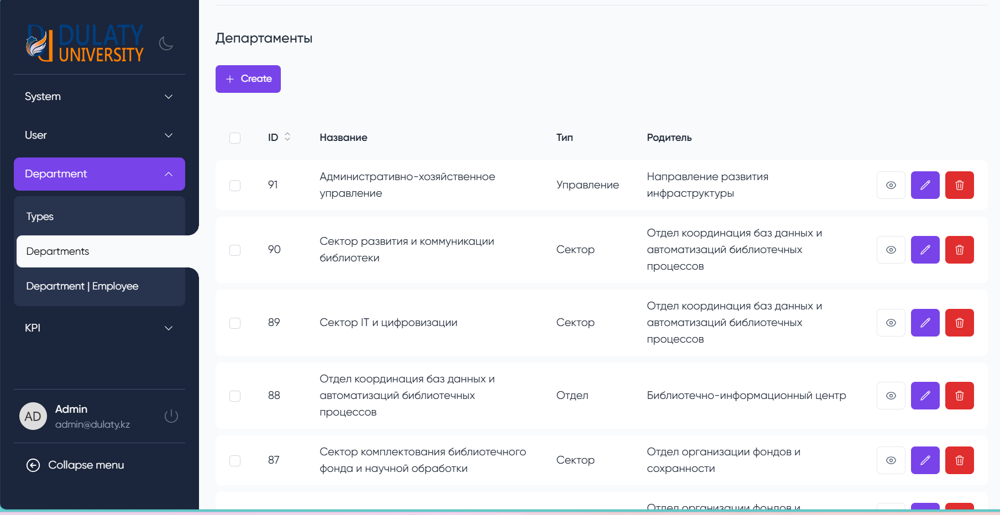 DULATY
UNIVERSITY
System
User
Department
Types
Departments
Department | Employee
KPI
AD
Admin
admin@dulaty.kz
Collapse menu
Департаменты
Create
ID Название Тип Родитель
91
Административно-хозяйственное
управление
Управление
Направление развития
инфраструктуры
90
Сектор развития и коммуникации
библиотеки
Сектор
Отдел координация баз данных и
автоматизаций библиотечных
процессов
89
Сектор IT и цифровизации
Сектор
Отдел координация баз данных и
автоматизаций библиотечных
процессов
88
Отдел координация баз данных и
автоматизаций библиотечных
процессов
Отдел
Библиотечно-информационный центр
87
Сектор комплектования библиотечного
фонда и научной обработки
Сектор
Отдел организации фондов и
сохранности
Отдел организации фондов и